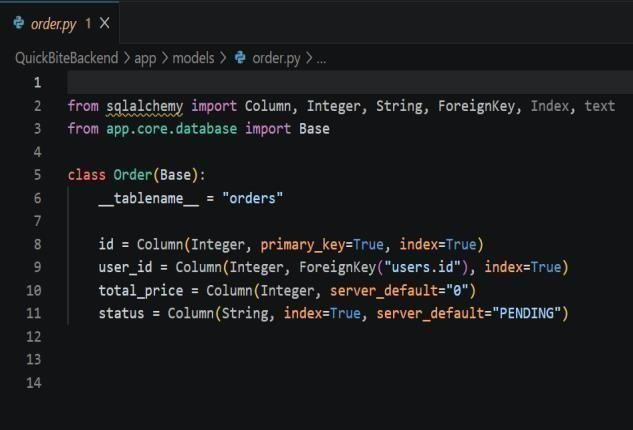 order.py 1 X
QuickBiteBackend > app > models > order.py > ...
1
2 from sqlalchemy import Column, Integer, String, ForeignKey, Index, text
3 from app.core.database import Base
4
5 class Order(Base):
6     __tablename__ = "orders"
7
8     id = Column(Integer, primary_key=True, index=True)
9     user_id = Column(Integer, ForeignKey("users.id"), index=True)
10     total_price = Column(Integer, server_default="0")
11     status = Column(String, index=True, server_default="PENDING")
12
13
14